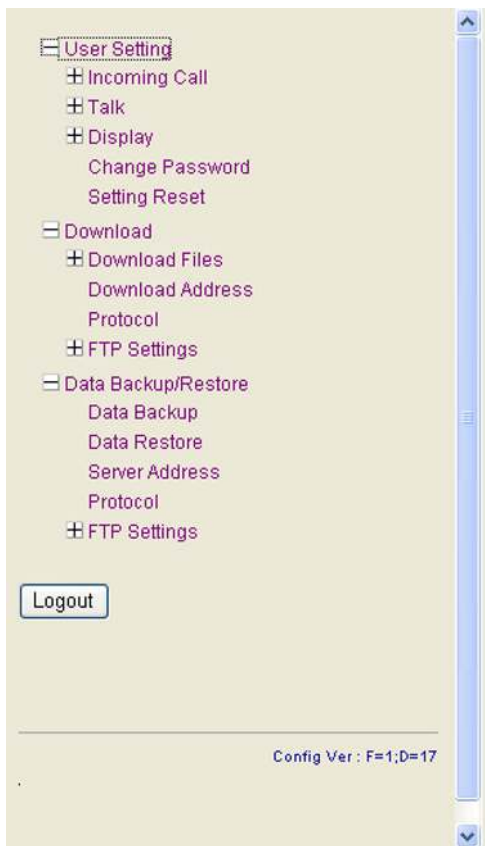 User Setting
Incoming Call
Talk
Display
Change Password
Setting Reset
Download
Download Files
Download Address
Protocol
FTP Settings
Data Backup/Restore
Data Backup
Data Restore
Server Address
Protocol
FTP Settings
Logout
Config Ver : F=1;D=17
.